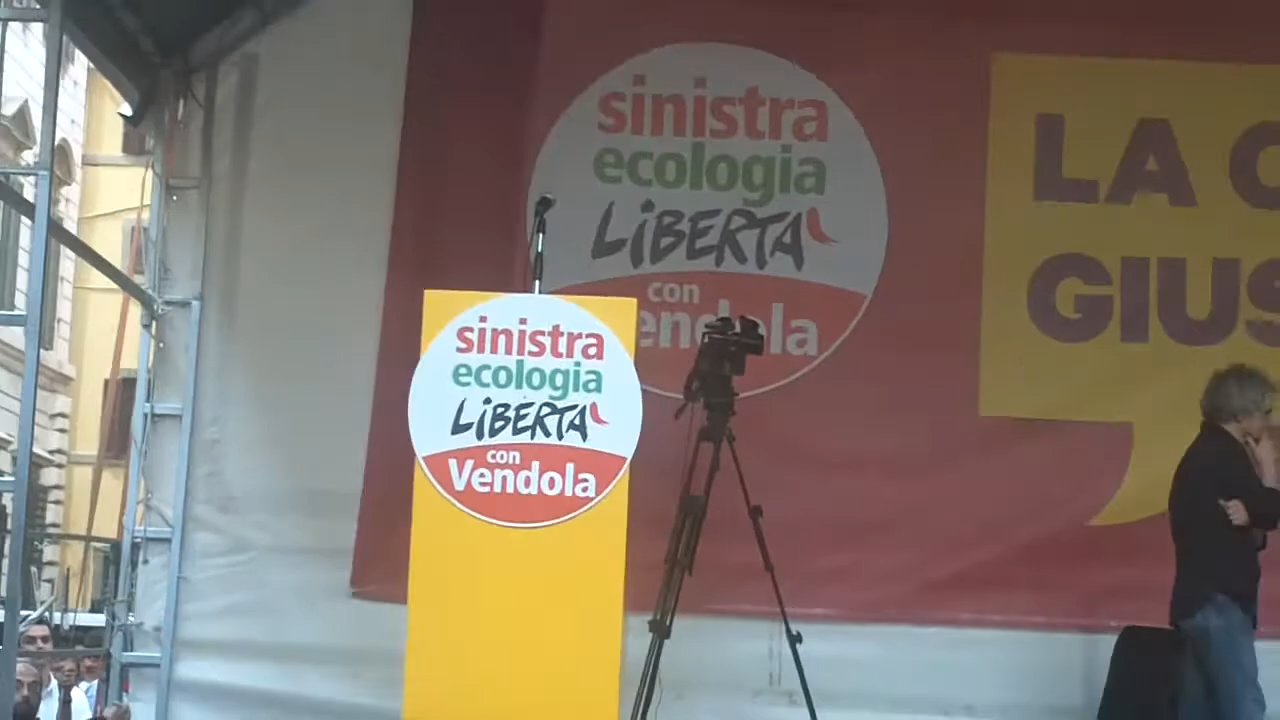 sinistra
ecologia
LiBERTA'
con
Vendola
LA
GIUS
sinistra
ecologia
LiBERTA'
con
Vendola